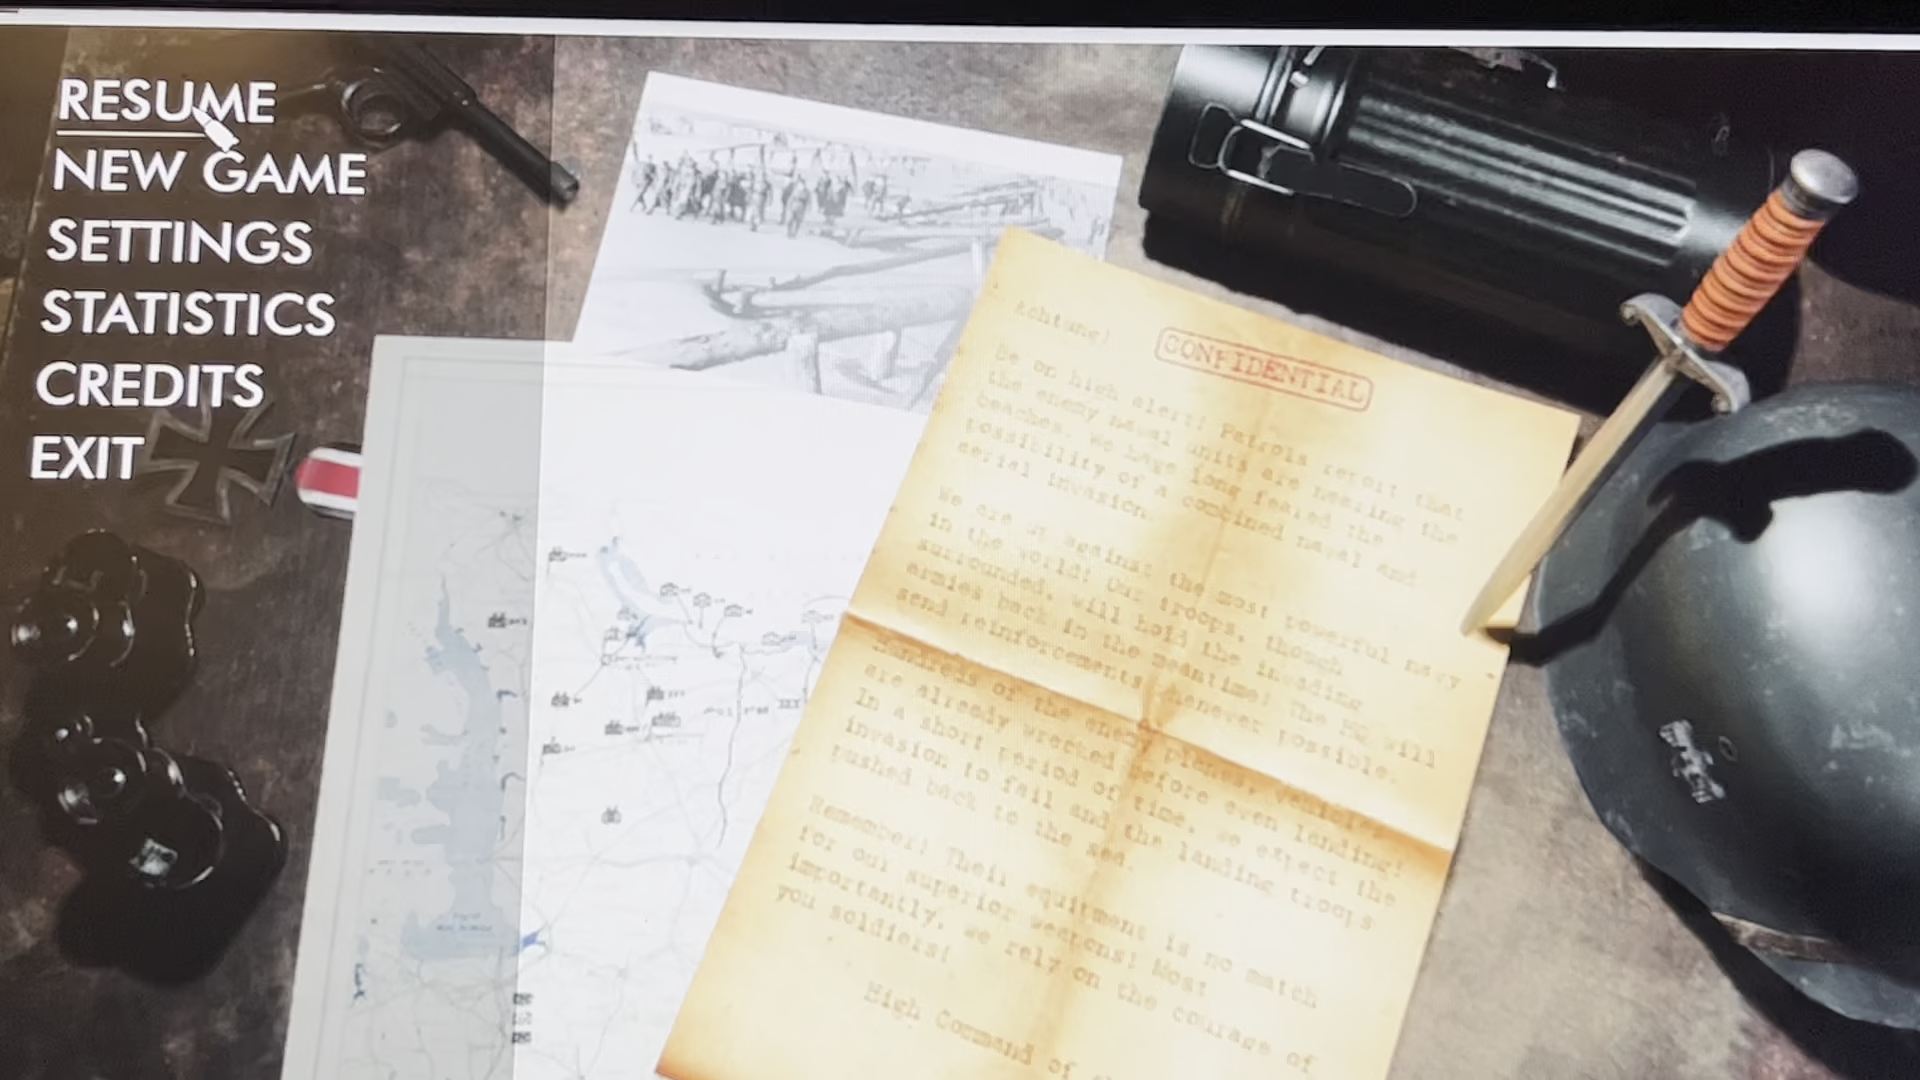 RESUME
NEW GAME
SETTINGS
STATISTICS
CREDITS
EXIT
Achtung!
CONFIDENTIAL
Be on high alert! Patrols report that
the enemy naval units are nearing the
beaches. We have long feared the
possibility of a combined naval and
aerial invasion.
We are up against the most powerful navy
in the world! Our troops, though
surrounded, will hold the invading
armies back in the meantime! The HQ will
send reinforcements whenever possible.
Hundreds of the enemy planes, vehicles
are already wrecked before even landing!
In a short period of time, we expect the
invasion to fail and the landing troops
pushed back to the sea.
Remember! Their equipment is no match
for our superior weapons! Most
importantly, we rely on the courage of
you soldiers!
High Command of